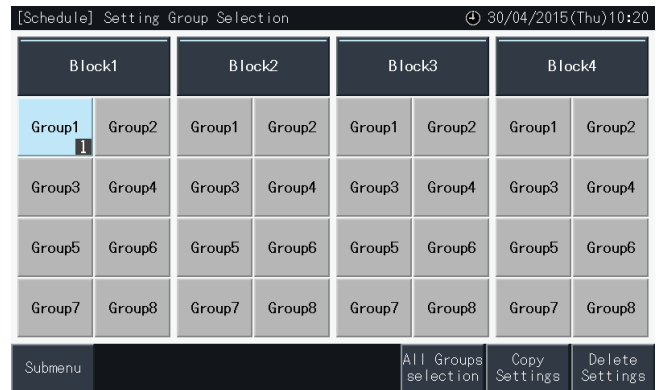 [Schedule] Setting Group Selection 30/04/2015(Thu)10:20
Block1 Block2 Block3 Block4
Group1 Group2 Group1 Group2 Group1 Group2 Group1 Group2
1
Group3 Group4 Group3 Group4 Group3 Group4 Group3 Group4
Group5 Group6 Group5 Group6 Group5 Group6 Group5 Group6
Group7 Group8 Group7 Group8 Group7 Group8 Group7 Group8
Submenu
All Groups
selection
Copy
Settings
Delete
Settings